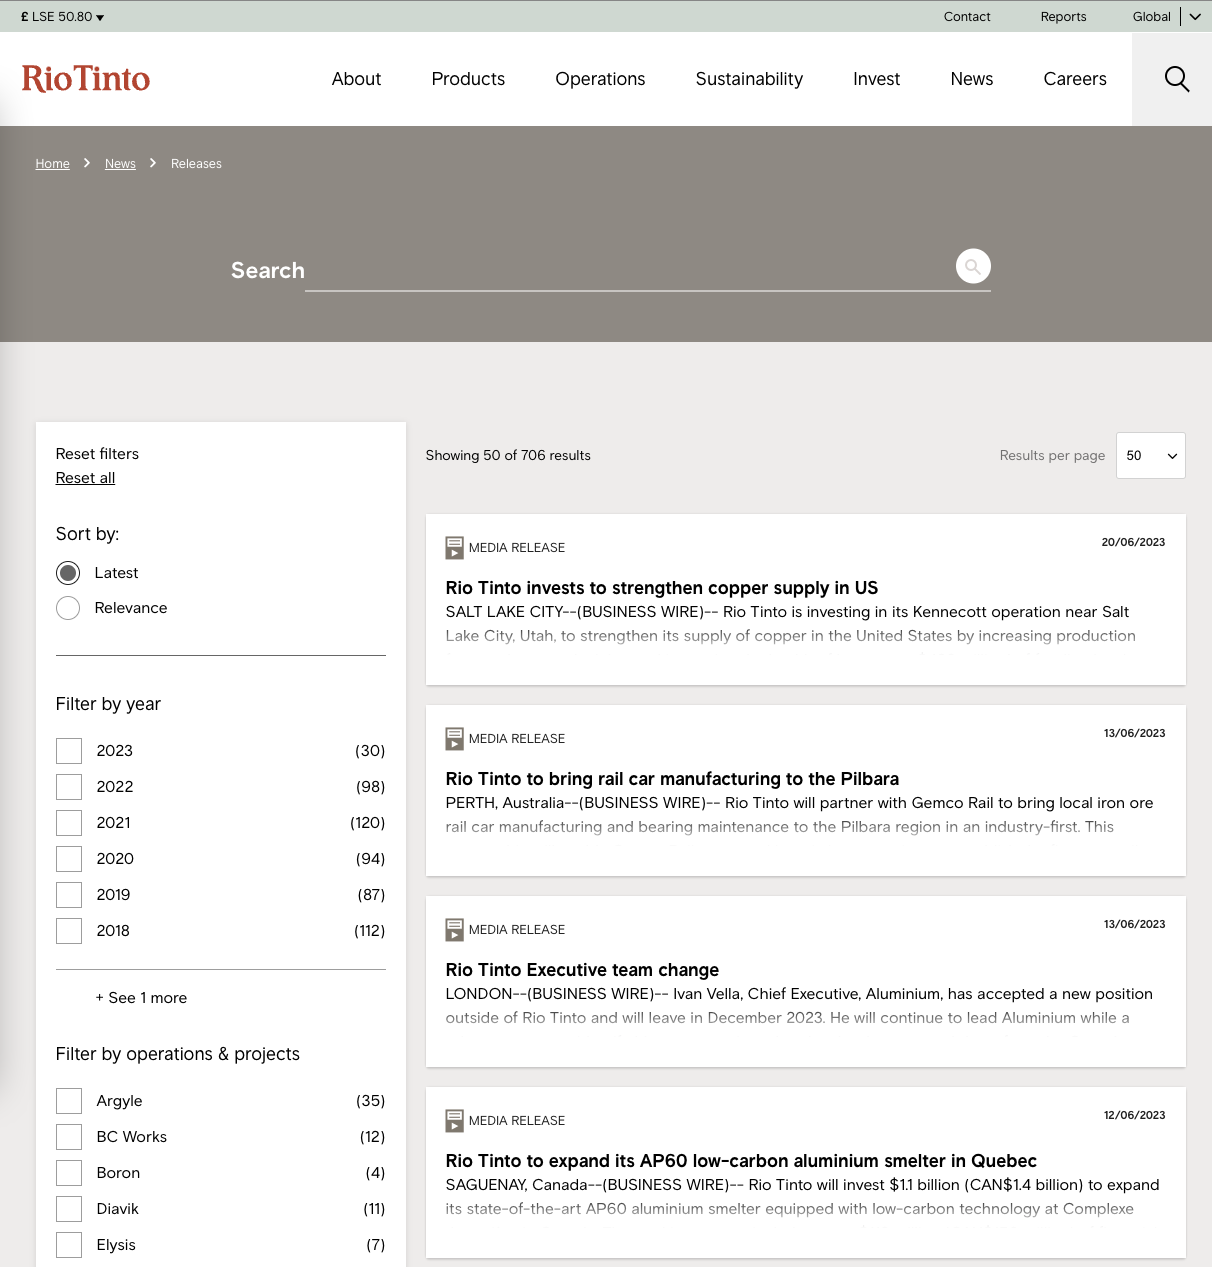 £ LSE 50.80
Contact
Reports
Global
RioTinto
About
Products
Operations
Sustainability
Invest
News
Careers
Home
News
Releases
Search
Reset filters
Reset all
Sort by:
Latest
Relevance
Filter by year
2023 (30)
2022 (98)
2021 (120)
2020 (94)
2019 (87)
2018 (112)
+ See 1 more
Filter by operations & projects
Argyle (35)
BC Works (12)
Boron (4)
Diavik (11)
Elysis (7)
Showing 50 of 706 results
Results per page 50
MEDIA RELEASE
20/06/2023
Rio Tinto invests to strengthen copper supply in US
SALT LAKE CITY--(BUSINESS WIRE)-- Rio Tinto is investing in its Kennecott operation near Salt
Lake City, Utah, to strengthen its supply of copper in the United States by increasing production
MEDIA RELEASE
13/06/2023
Rio Tinto to bring rail car manufacturing to the Pilbara
PERTH, Australia--(BUSINESS WIRE)-- Rio Tinto will partner with Gemco Rail to bring local iron ore
rail car manufacturing and bearing maintenance to the Pilbara region in an industry-first. This
MEDIA RELEASE
13/06/2023
Rio Tinto Executive team change
LONDON--(BUSINESS WIRE)-- Ivan Vella, Chief Executive, Aluminium, has accepted a new position
outside of Rio Tinto and will leave in December 2023. He will continue to lead Aluminium while a
MEDIA RELEASE
12/06/2023
Rio Tinto to expand its AP60 low-carbon aluminium smelter in Quebec
SAGUENAY, Canada--(BUSINESS WIRE)-- Rio Tinto will invest $1.1 billion (CAN$1.4 billion) to expand
its state-of-the-art AP60 aluminium smelter equipped with low-carbon technology at Complexe